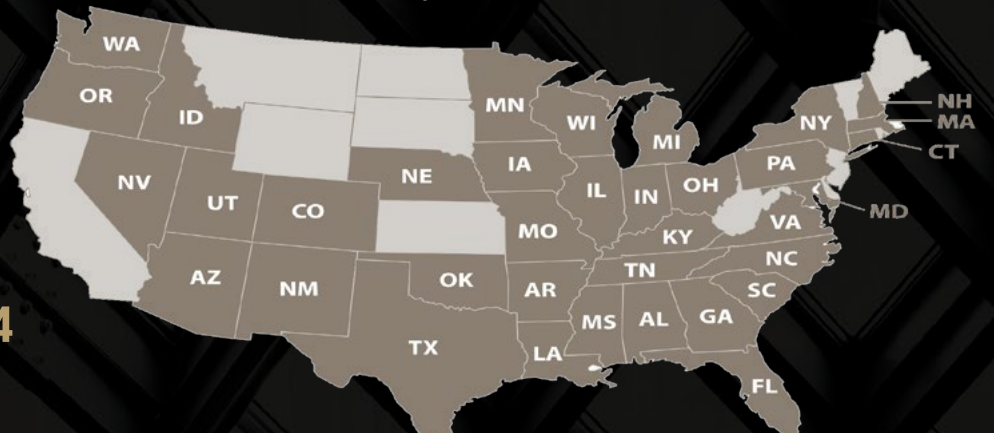 WA
OR
ID
MN
WI
MI
NY
NH
MA
CT
NV
UT
CO
NE
IA
IL
IN
OH
PA
MD
MO
KY
VA
AZ
NM
OK
AR
TN
NC
SC
TX
LA
MS
AL
GA
FL
4